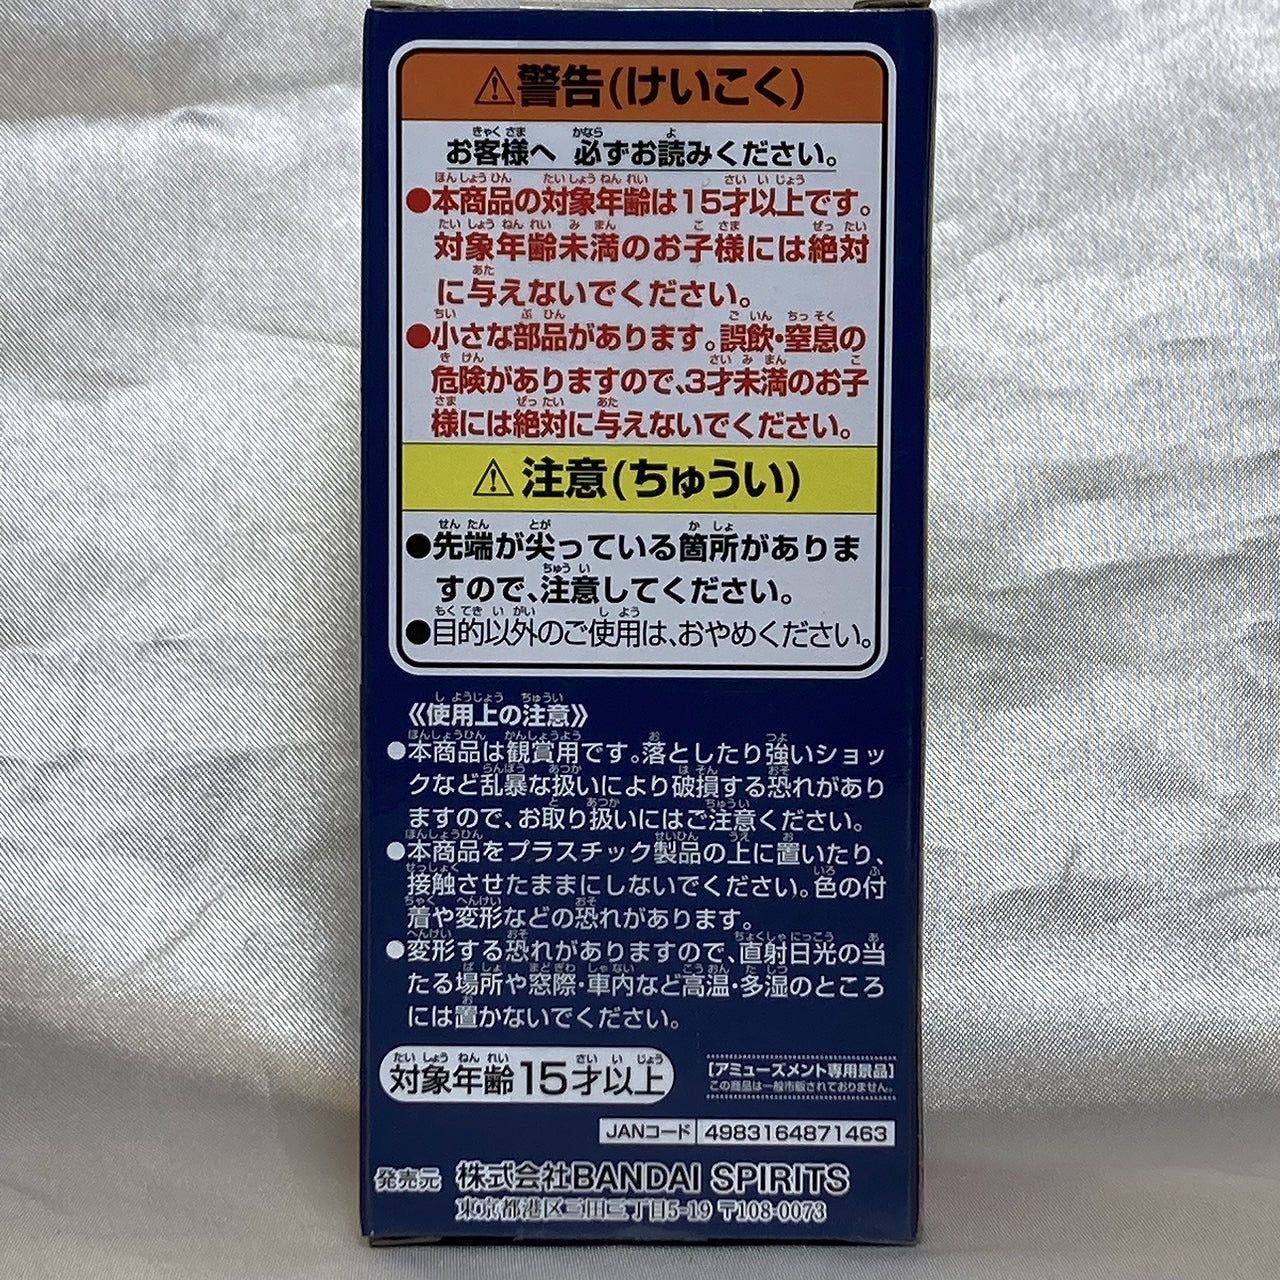 ⚠警告(けいこく)
お客様へ 必ずお読みください。
●本商品の対象年齢は15才以上です。
対象年齢未満のお子様には絶対
に与えないでください。
●小さな部品があります。誤飲・窒息の
危険がありますので、3才未満のお子
様には絶対に与えないでください。
⚠注意(ちゅうい)
●先端が尖っている箇所がありま
すので、注意してください。
●目的以外のご使用は、おやめください。
《使用上の注意》
●本商品は観賞用です。落としたり強いショッ
クなど乱暴な扱いにより破損する恐れがあり
ますので、お取り扱いにはご注意ください。
●本商品をプラスチック製品の上に置いたり、
接触させたままにしないでください。色の付
着や変形などの恐れがあります。
●変形する恐れがありますので、直射日光の当
たる場所や窓際・車内など高温・多湿のところ
には置かないでください。
対象年齢15才以上
[アミューズメント専用景品]
この商品は一般市販されておりません。
JANコード 4983164871463
発売元 株式会社BANDAI SPIRITS
東京都港区三田三丁目5-19 〒108-0073